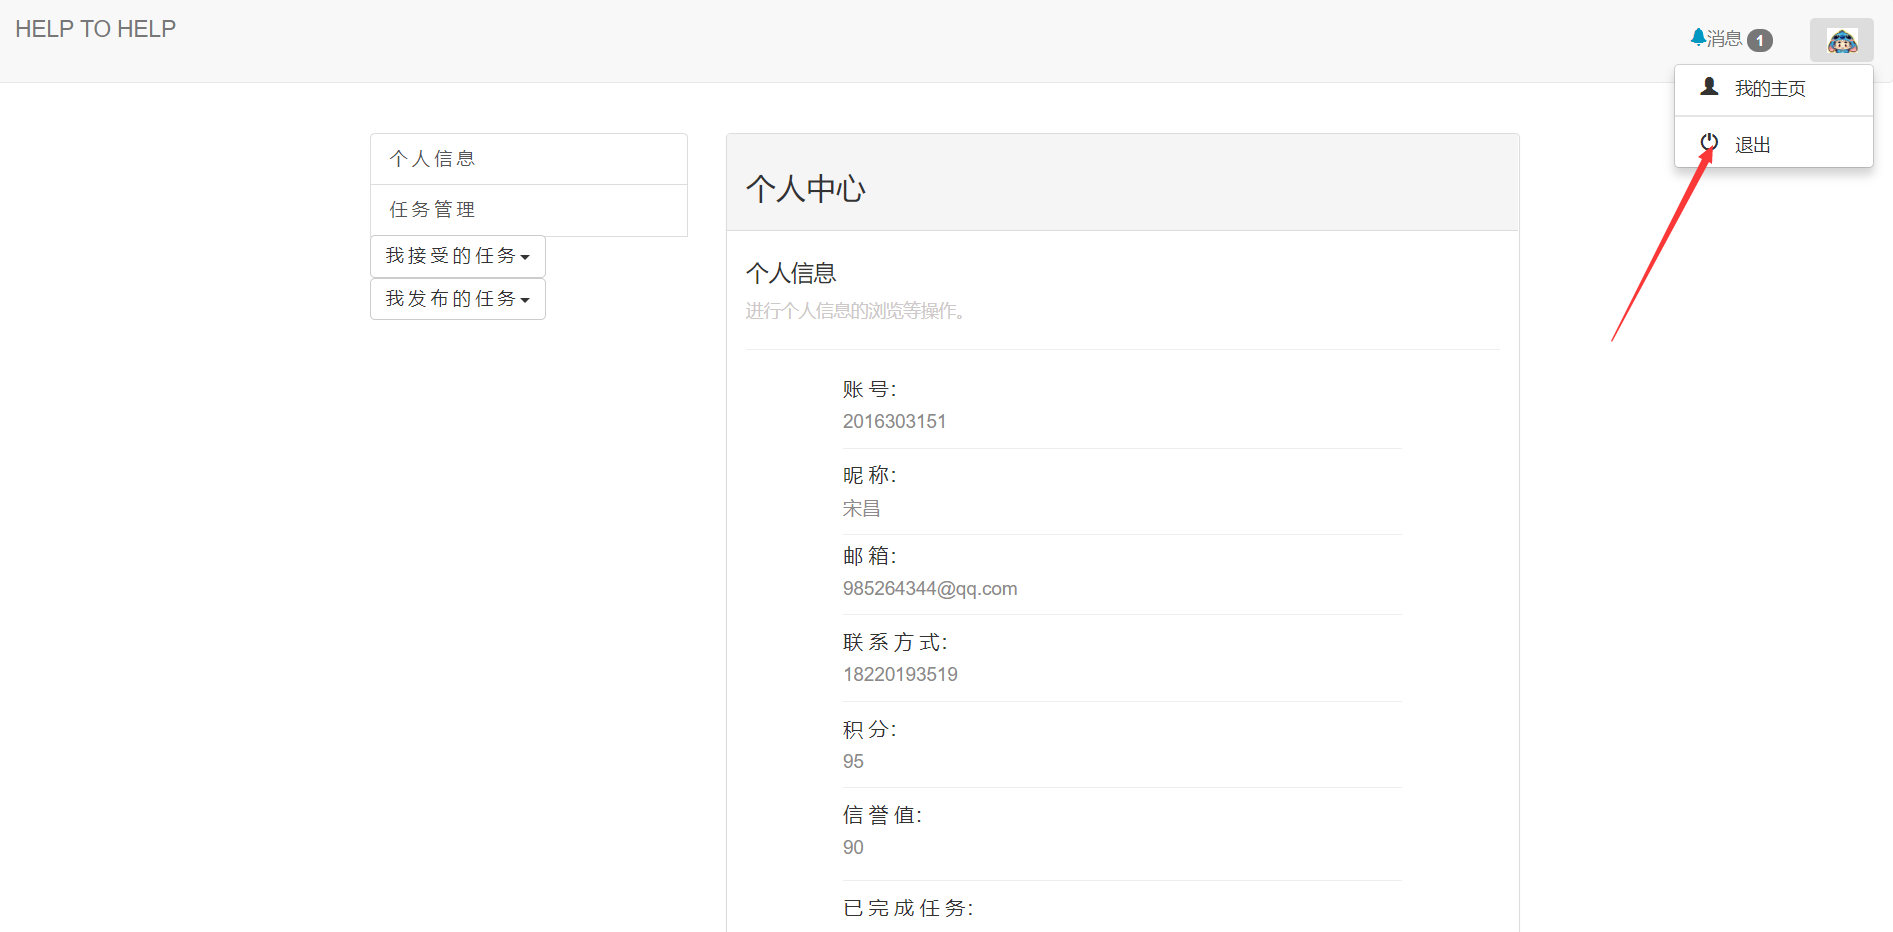 HELP TO HELP
消息 1
我的主页
退出
个人信息
任务管理
我接受的任务
我发布的任务
个人中心
个人信息
进行个人信息的浏览等操作。
账 号:
2016303151
昵 称:
宋昌
邮 箱:
985264344@qq.com
联 系 方 式:
18220193519
积 分:
95
信 誉 值:
90
已 完 成 任 务: